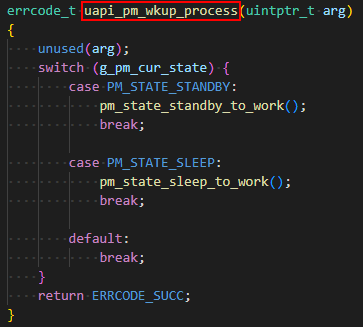 errcode_t uapi_pm_wkup_process(uintptr_t arg)
{
    unused(arg);
    switch (g_pm_cur_state) {
        case PM_STATE_STANDBY:
            pm_state_standby_to_work();
            break;

        case PM_STATE_SLEEP:
            pm_state_sleep_to_work();
            break;

        default:
            break;
    }
    return ERRCODE_SUCC;
}